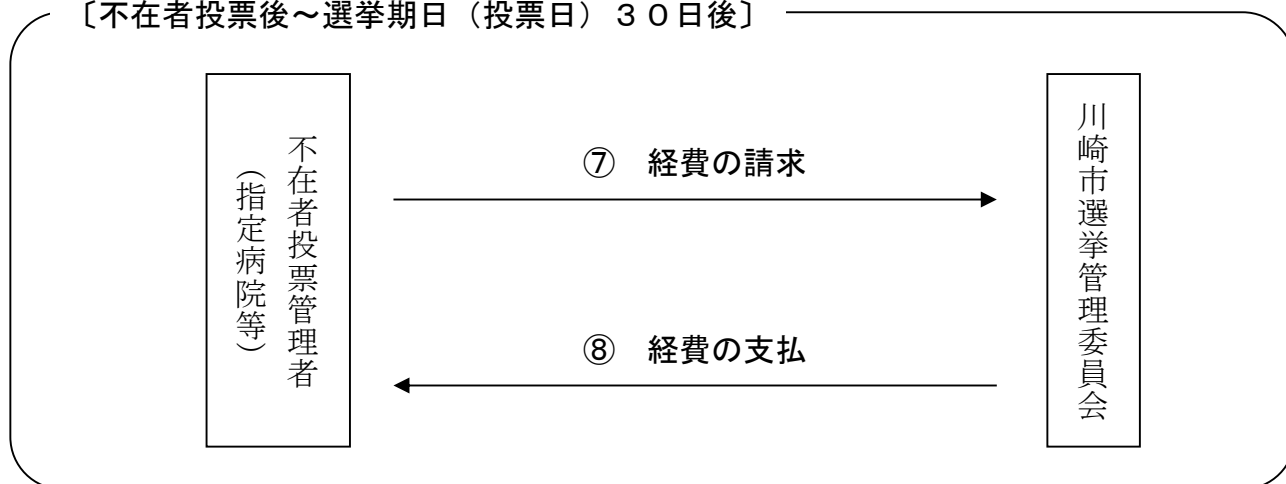 〔不在者投票後～選挙期日（投票日）３０日後〕
不在者投票管理者
（指定病院等）
⑦　経費の請求
⑧　経費の支払
川崎市選挙管理委員会